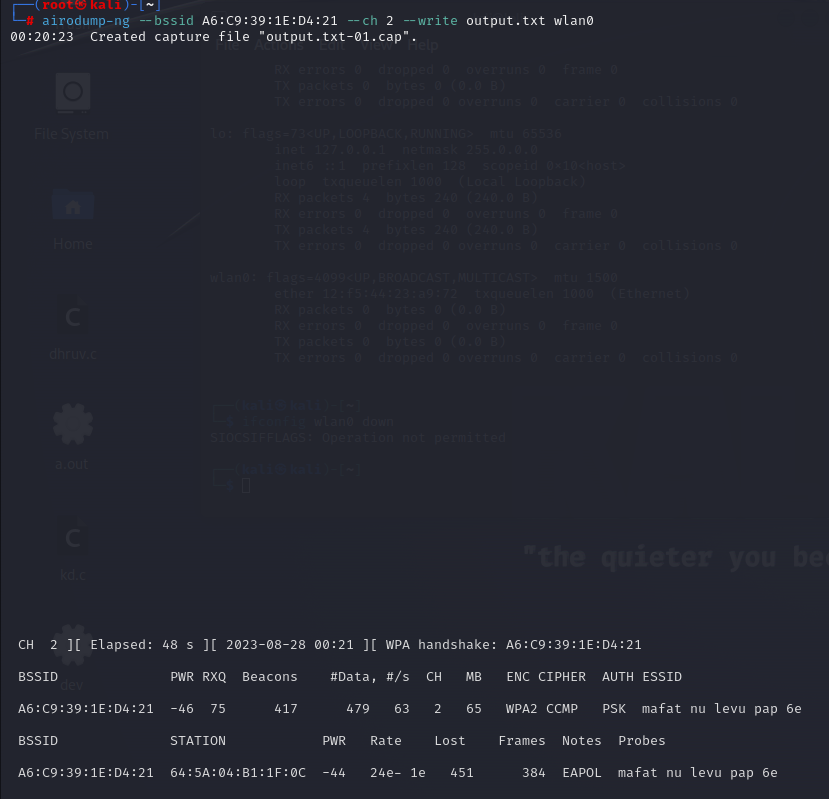 ┌──(root㉿kali)-[~]
└─# airodump-ng --bssid A6:C9:39:1E:D4:21 --ch 2 --write output.txt wlan0
00:20:23  Created capture file "output.txt-01.cap".
File Actions Edit View Help
RX errors 0  dropped 0  overruns 0  frame 0
TX packets 0  bytes 0 (0.0 B)
TX errors 0  dropped 0 overruns 0  carrier 0  collisions 0
File System
lo: flags=73<UP,LOOPBACK,RUNNING>  mtu 65536
inet 127.0.0.1  netmask 255.0.0.0
inet6 ::1  prefixlen 128  scopeid 0×10<host>
loop  txqueuelen 1000  (Local Loopback)
RX packets 4  bytes 240 (240.0 B)
RX errors 0  dropped 0  overruns 0  frame 0
TX packets 4  bytes 240 (240.0 B)
TX errors 0  dropped 0 overruns 0  carrier 0  collisions 0
Home
wlan0: flags=4099<UP,BROADCAST,MULTICAST>  mtu 1500
ether 12:f5:44:23:a9:72  txqueuelen 1000  (Ethernet)
RX packets 0  bytes 0 (0.0 B)
RX errors 0  dropped 0  overruns 0  frame 0
TX packets 0  bytes 0 (0.0 B)
TX errors 0  dropped 0 overruns 0  carrier 0  collisions 0
C
dhruv.c
┌──(kali㉿kali)-[~]
└─$ ifconfig wlan0 down
SIOCSIFFLAGS: Operation not permitted
a.out
┌──(kali㉿kali)-[~]
└─$
C
kd.c
"the quieter you be
dev
CH  2 ][ Elapsed: 48 s ][ 2023-08-28 00:21 ][ WPA handshake: A6:C9:39:1E:D4:21
BSSID              PWR RXQ  Beacons    #Data, #/s  CH   MB   ENC CIPHER  AUTH ESSID
A6:C9:39:1E:D4:21  -46  75      417      479   63   2   65   WPA2 CCMP   PSK  mafat nu levu pap 6e
BSSID              STATION            PWR   Rate    Lost    Frames  Notes  Probes
A6:C9:39:1E:D4:21  64:5A:04:B1:1F:0C  -44   24e- 1e   451      384  EAPOL  mafat nu levu pap 6e